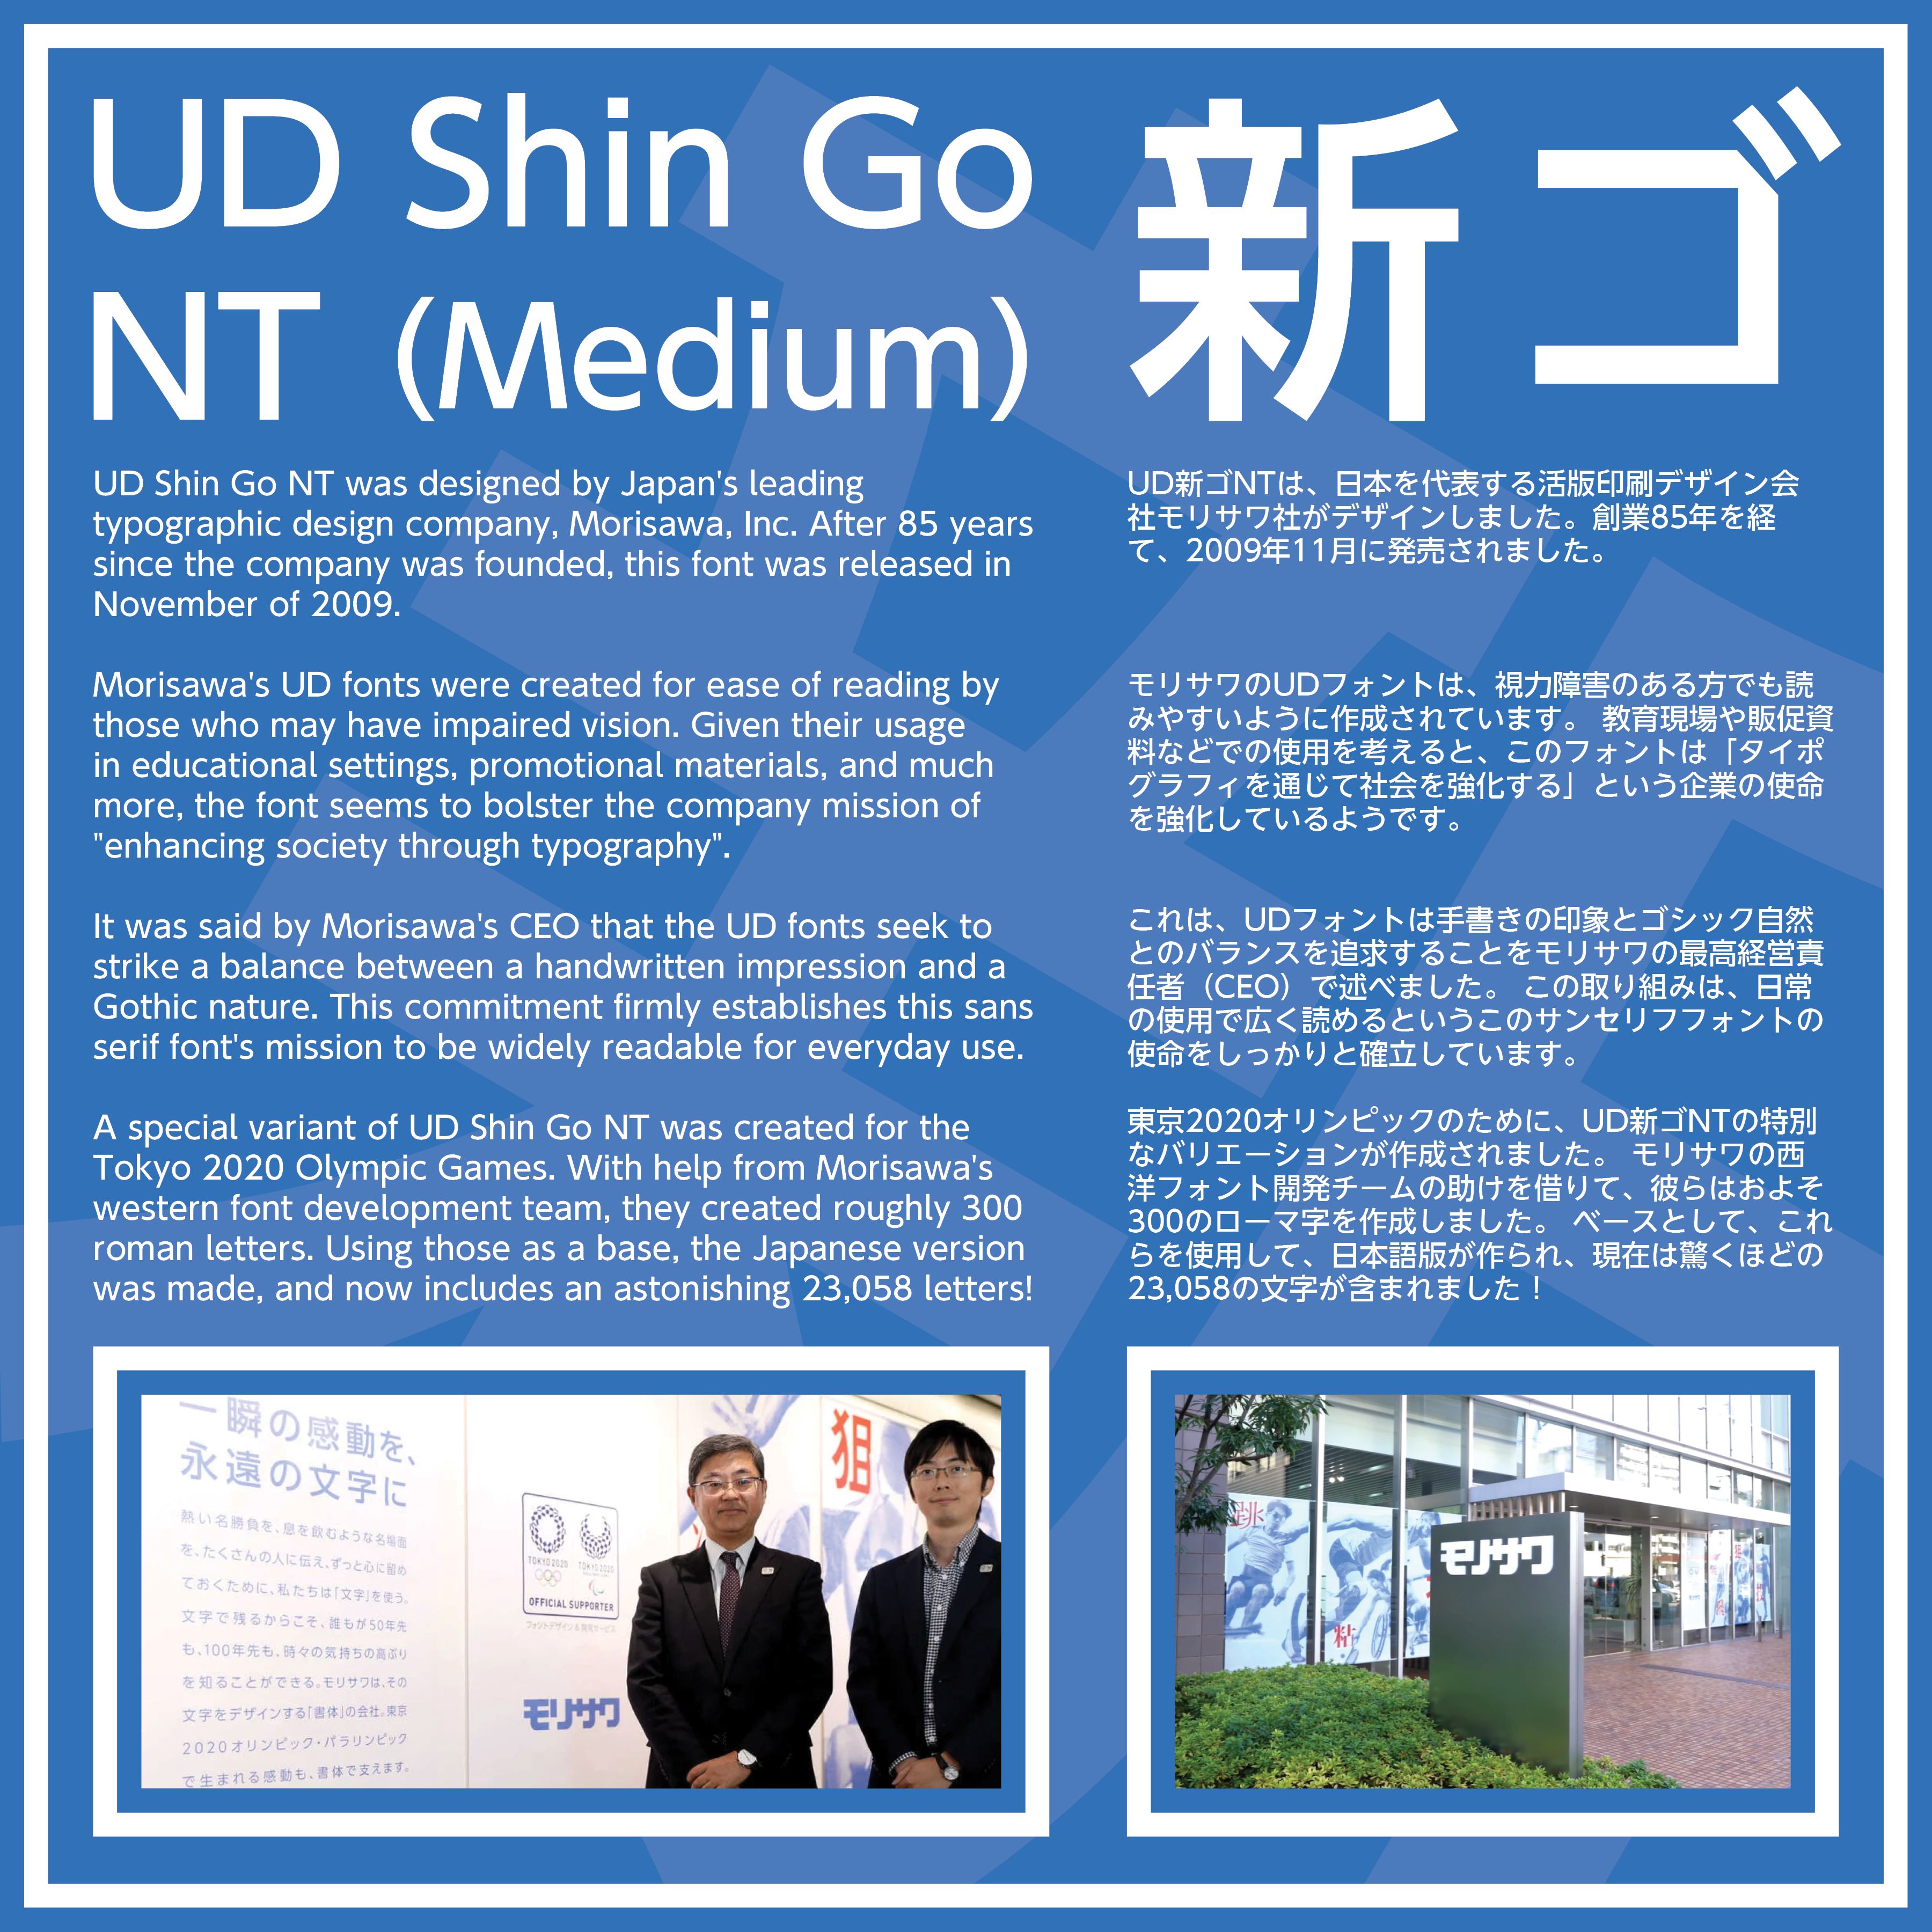 UD Shin Go
NT (Medium)
新ゴ
UD Shin Go NT was designed by Japan's leading
typographic design company, Morisawa, Inc. After 85 years
since the company was founded, this font was released in
November of 2009.
Morisawa's UD fonts were created for ease of reading by
those who may have impaired vision. Given their usage
in educational settings, promotional materials, and much
more, the font seems to bolster the company mission of
"enhancing society through typography".
It was said by Morisawa's CEO that the UD fonts seek to
strike a balance between a handwritten impression and a
Gothic nature. This commitment firmly establishes this sans
serif font's mission to be widely readable for everyday use.
A special variant of UD Shin Go NT was created for the
Tokyo 2020 Olympic Games. With help from Morisawa's
western font development team, they created roughly 300
roman letters. Using those as a base, the Japanese version
was made, and now includes an astonishing 23,058 letters!
UD新ゴNTは、日本を代表する活版印刷デザイン会
社モリサワ社がデザインしました。創業85年を経
て、2009年11月に発売されました。
モリサワのUDフォントは、視力障害のある方でも読
みやすいように作成されています。 教育現場や販促資
料などでの使用を考えると、このフォントは「タイポ
グラフィを通じて社会を強化する」という企業の使命
を強化しているようです。
これは、UDフォントは手書きの印象とゴシック自然
とのバランスを追求することをモリサワの最高経営責
任者（CEO）で述べました。 この取り組みは、日常
の使用で広く読めるというこのサンセリフフォントの
使命をしっかりと確立しています。
東京2020オリンピックのために、UD新ゴNTの特別
なバリエーションが作成されました。 モリサワの西
洋フォント開発チームの助けを借りて、彼らはおよそ
300のローマ字を作成しました。 ベースとして、これ
らを使用して、日本語版が作られ、現在は驚くほどの
23,058の文字が含まれました！
一瞬の感動を、
永遠の文字に
熱い名勝負を、息を飲むような名場面
を、たくさんの人に伝え、ずっと心に留め
ておくために、私たちは「文字」を使う。
文字で残るからこそ、誰もが50年先
も、100年先も、時々の気持ちの高ぶり
を知ることができる。モリサワは、その
文字をデザインする「書体」の会社。東京
2020オリンピック・パラリンピック
で生まれる感動も、書体で支えます。
TOKYO 2020
TOKYO 2020
OFFICIAL SUPPORTER
フォントデザイン&開発サービス
モリサワ
狙
跳
粘
モリサワ